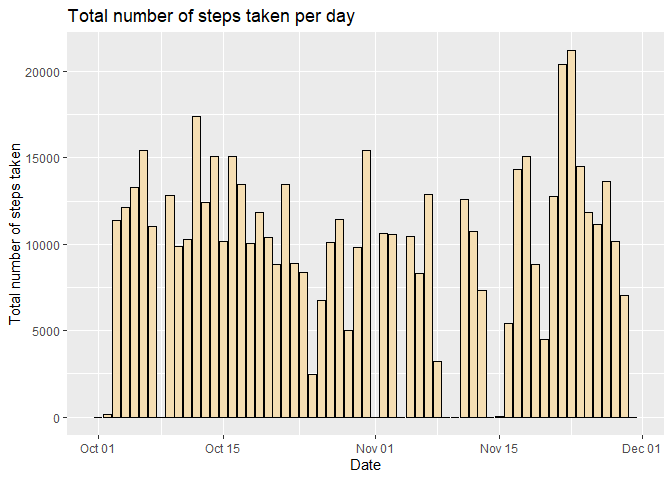 Total number of steps taken per day
Total number of steps taken
20000
15000
10000
5000
0
Oct 01
Oct 15
Nov 01
Nov 15
Dec 01
Date